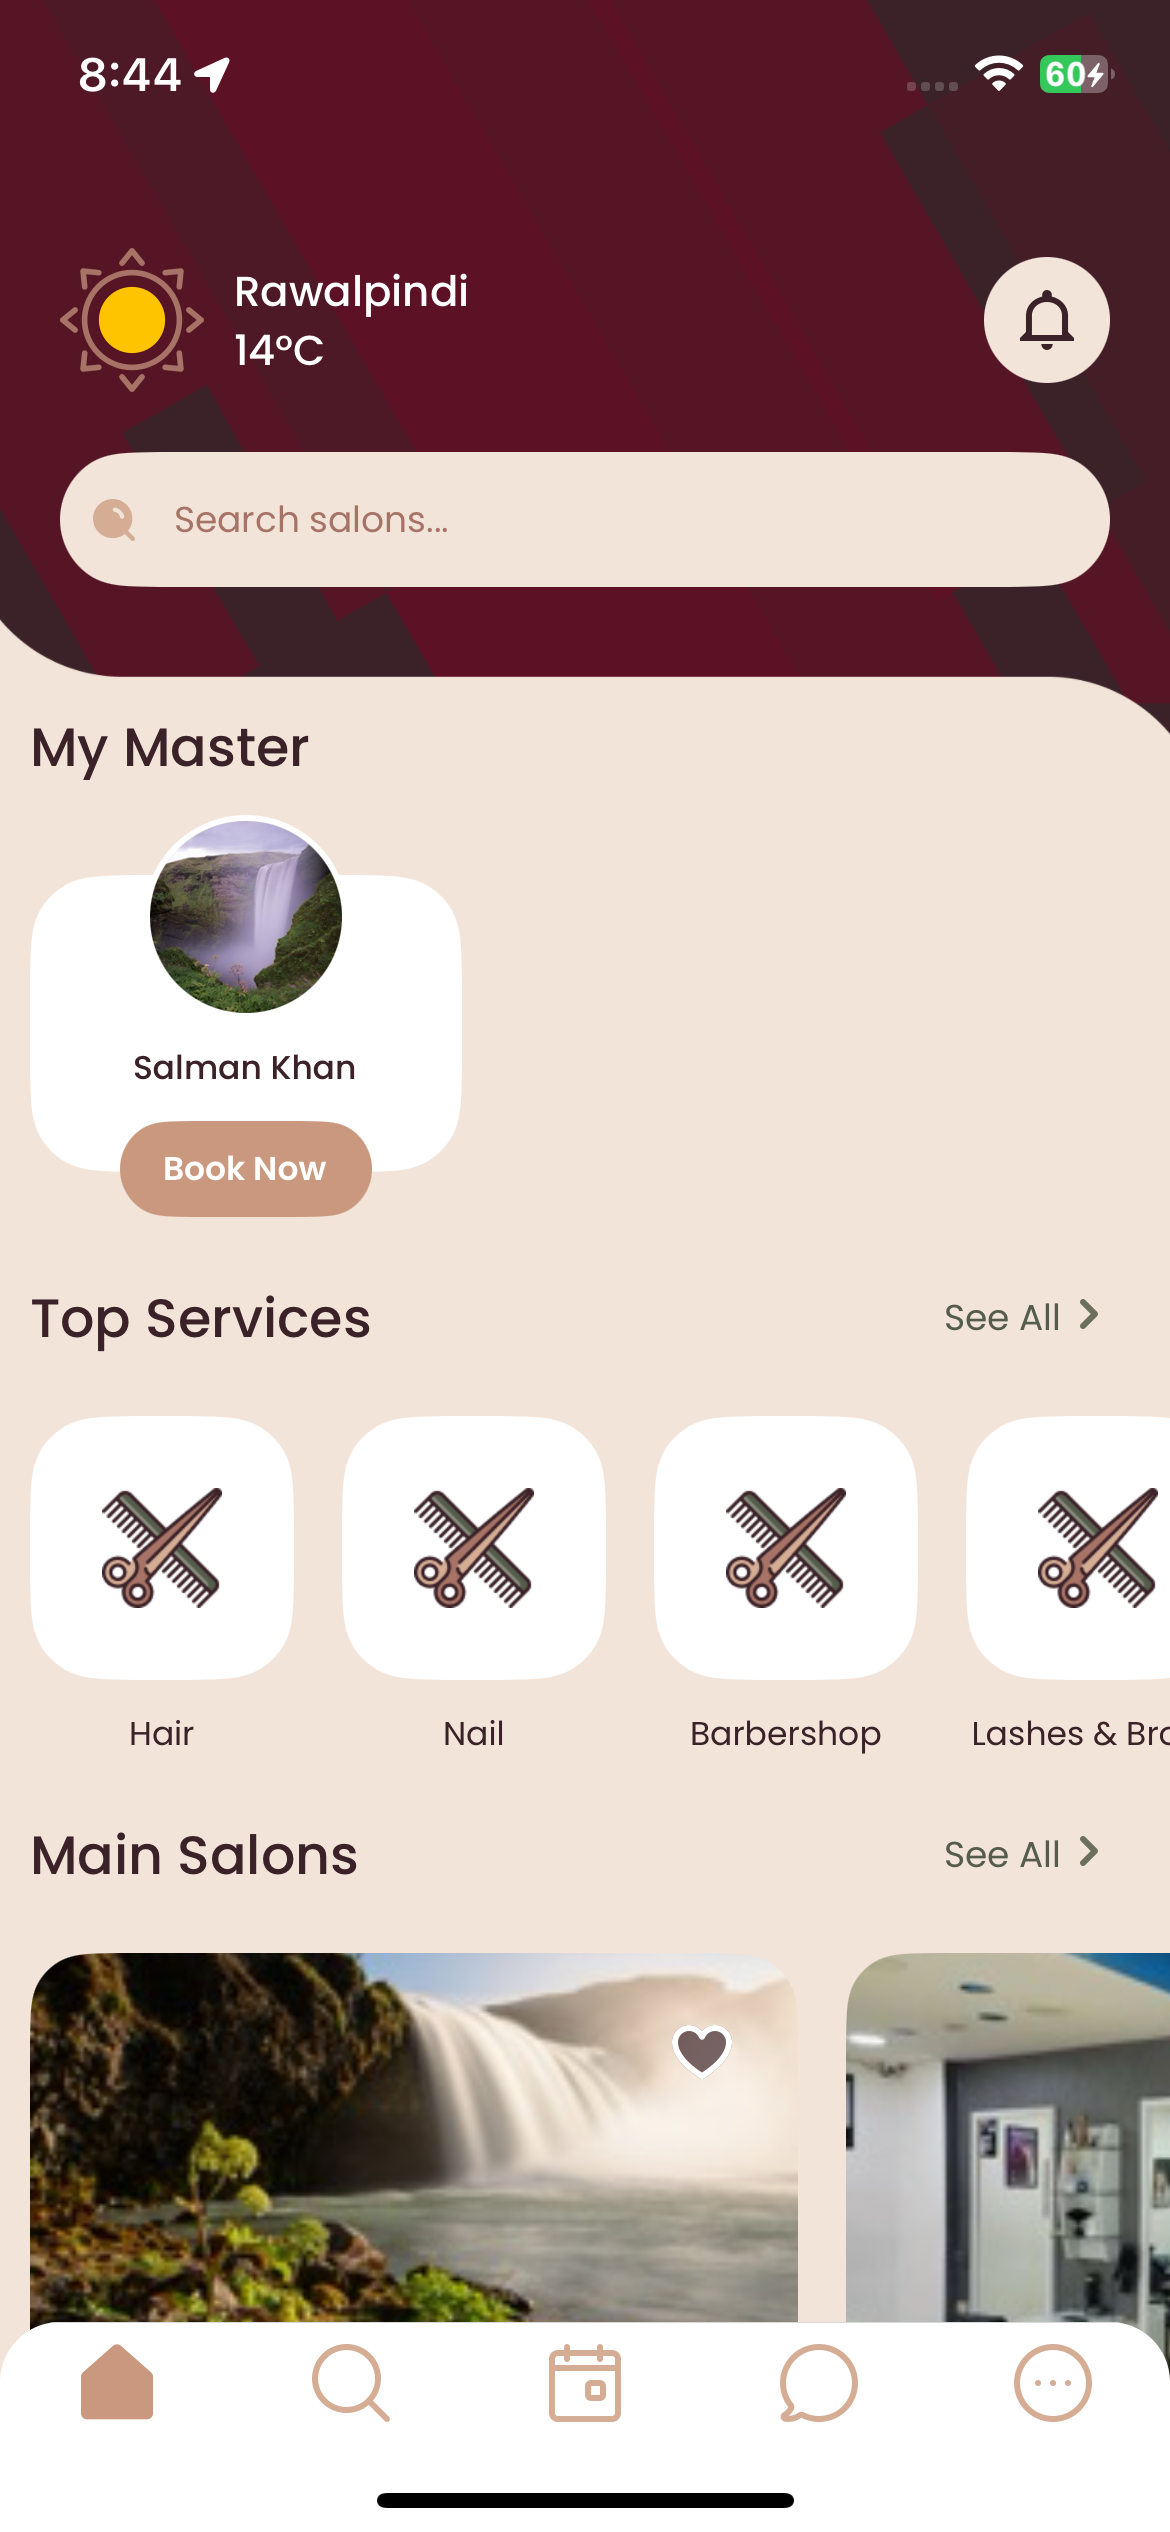 8:44
60
Rawalpindi
14°C
Search salons...
My Master
Salman Khan
Book Now
Top Services
See All
Hair
Nail
Barbershop
Lashes & Bro
Main Salons
See All